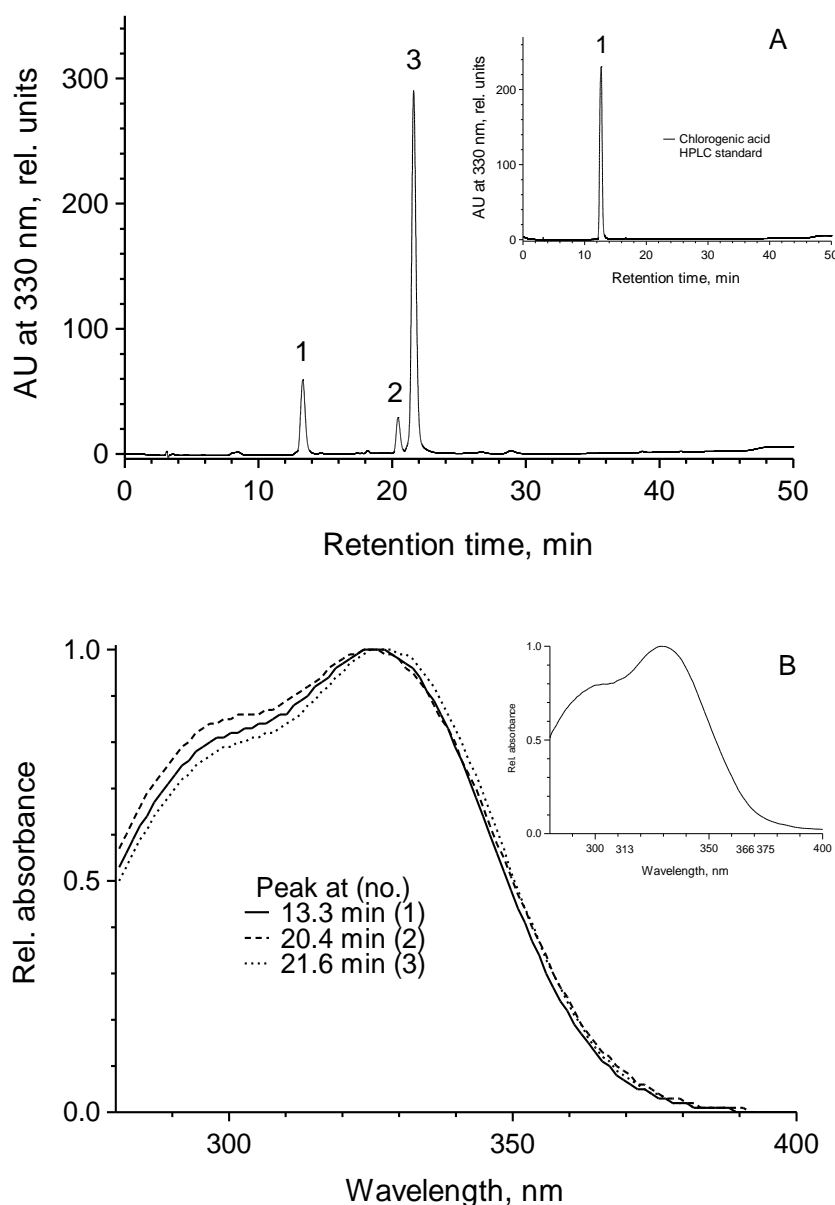 A
AU at 330 nm, rel. units
300
200
100
0
0 10 20 30 40 50
Retention time, min
1
2
3
1
AU at 330 nm, rel. units
200
100
0
0 10 20 30 40 50
Retention time, min
Chlorogenic acid
HPLC standard
B
Rel. absorbance
1.0
0.5
0.0
300 350 400
Wavelength, nm
Peak at (no.)
13.3 min (1)
20.4 min (2)
21.6 min (3)
Rel. absorbance
1.0
0.5
0.0
300 313 350 366 375 400
Wavelength, nm